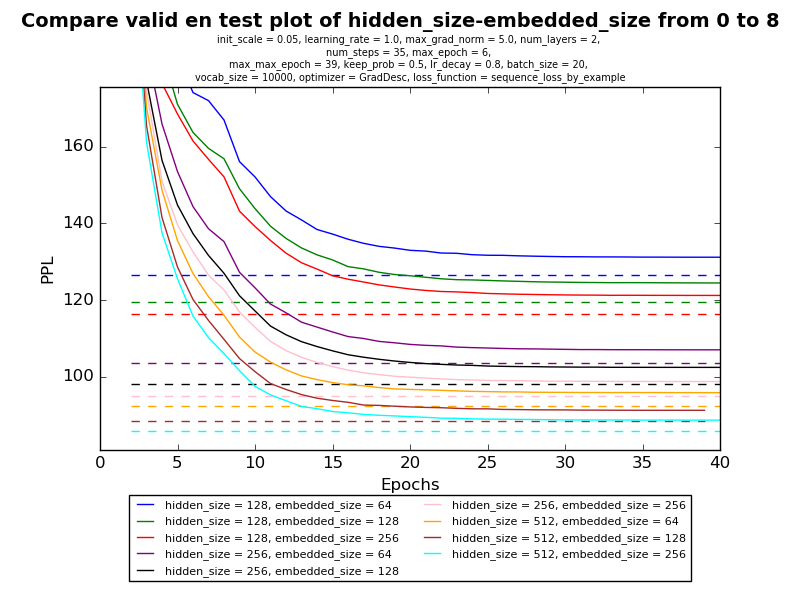 Compare valid en test plot of hidden_size-embedded_size from 0 to 8
init_scale = 0.05, learning_rate = 1.0, max_grad_norm = 5.0, num_layers = 2,
num_steps = 35, max_epoch = 6,
max_max_epoch = 39, keep_prob = 0.5, lr_decay = 0.8, batch_size = 20,
vocab_size = 10000, optimizer = GradDesc, loss_function = sequence_loss_by_example
160
140
120
100
PPL
0 5 10 15 20 25 30 35 40
Epochs
hidden_size = 128, embedded_size = 64
hidden_size = 128, embedded_size = 128
hidden_size = 128, embedded_size = 256
hidden_size = 256, embedded_size = 64
hidden_size = 256, embedded_size = 128
hidden_size = 256, embedded_size = 256
hidden_size = 512, embedded_size = 64
hidden_size = 512, embedded_size = 128
hidden_size = 512, embedded_size = 256